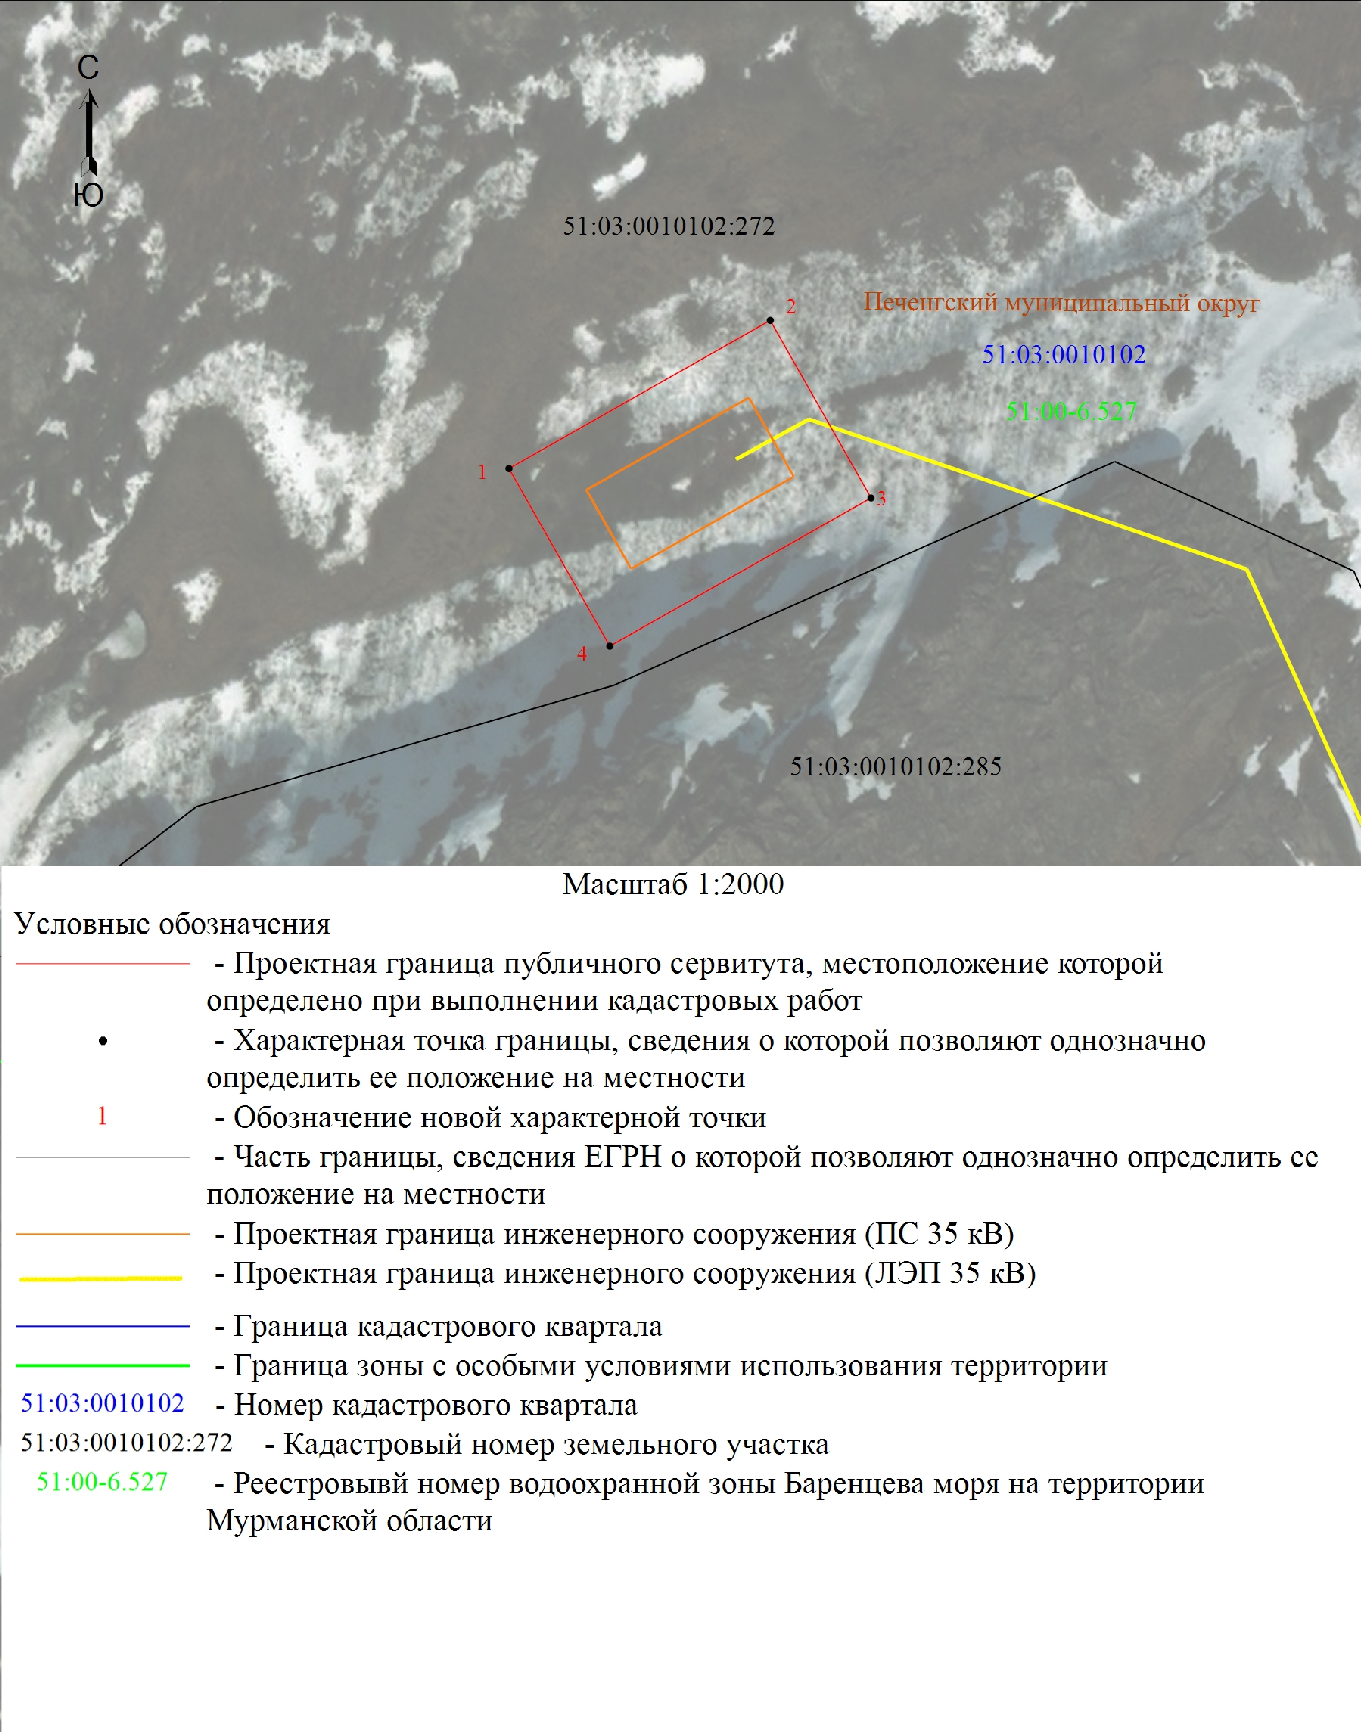 С
Ю
51:03:0010102:272
2
Печенгский муниципальный округ
51:03:0010102
51:00-6.527
1
3
4
51:03:0010102:285
Масштаб 1:2000
Условные обозначения
- Проектная граница публичного сервитута, местоположение которой
определено при выполнении кадастровых работ
- Характерная точка границы, сведения о которой позволяют однозначно
определить ее положение на местности
1 - Обозначение новой характерной точки
- Часть границы, сведения ЕГРН о которой позволяют однозначно определить ее
положение на местности
- Проектная граница инженерного сооружения (ПС 35 кВ)
- Проектная граница инженерного сооружения (ЛЭП 35 кВ)
- Граница кадастрового квартала
- Граница зоны с особыми условиями использования территории
51:03:0010102 - Номер кадастрового квартала
51:03:0010102:272 - Кадастровый номер земельного участка
51:00-6.527 - Реестровывй номер водоохранной зоны Баренцева моря на территории
Мурманской области